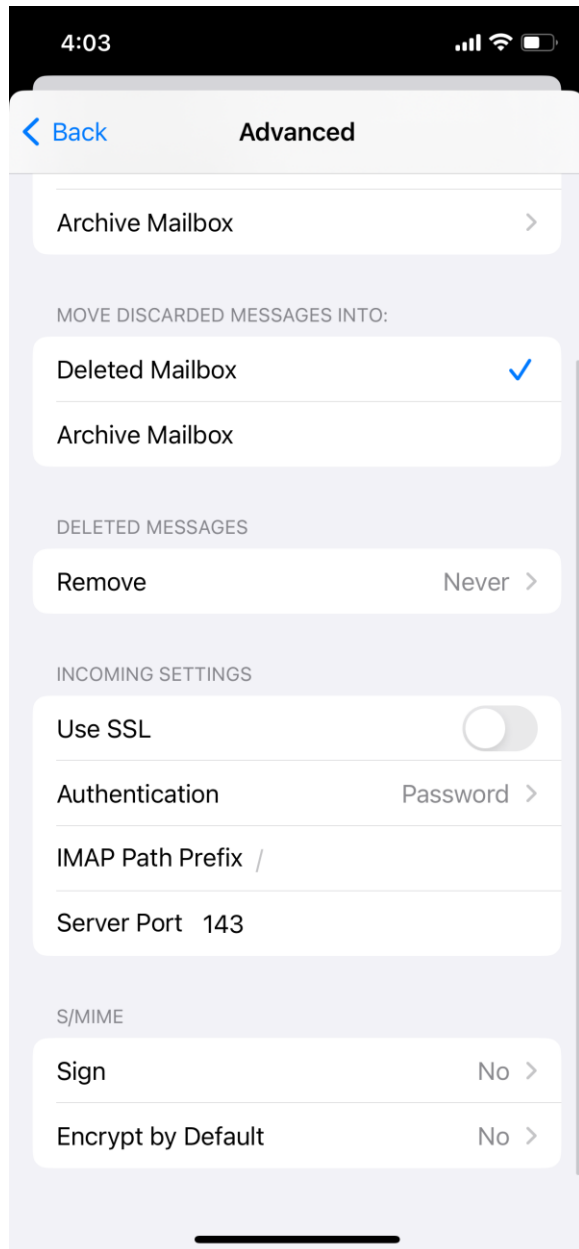 4:03
Back
Advanced
Archive Mailbox
MOVE DISCARDED MESSAGES INTO:
Deleted Mailbox
Archive Mailbox
DELETED MESSAGES
Remove Never
INCOMING SETTINGS
Use SSL
Authentication Password
IMAP Path Prefix /
Server Port 143
S/MIME
Sign No
Encrypt by Default No